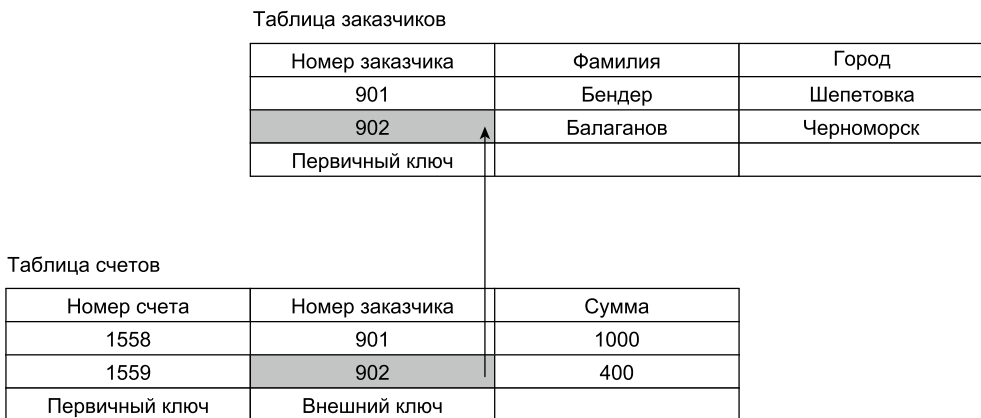 Таблица заказчиков
Номер заказчика Фамилия Город
901 Бендер Шепетовка
902 Балаганов Черноморск
Первичный ключ
Таблица счетов
Номер счета Номер заказчика Сумма
1558 901 1000
1559 902 400
Первичный ключ Внешний ключ